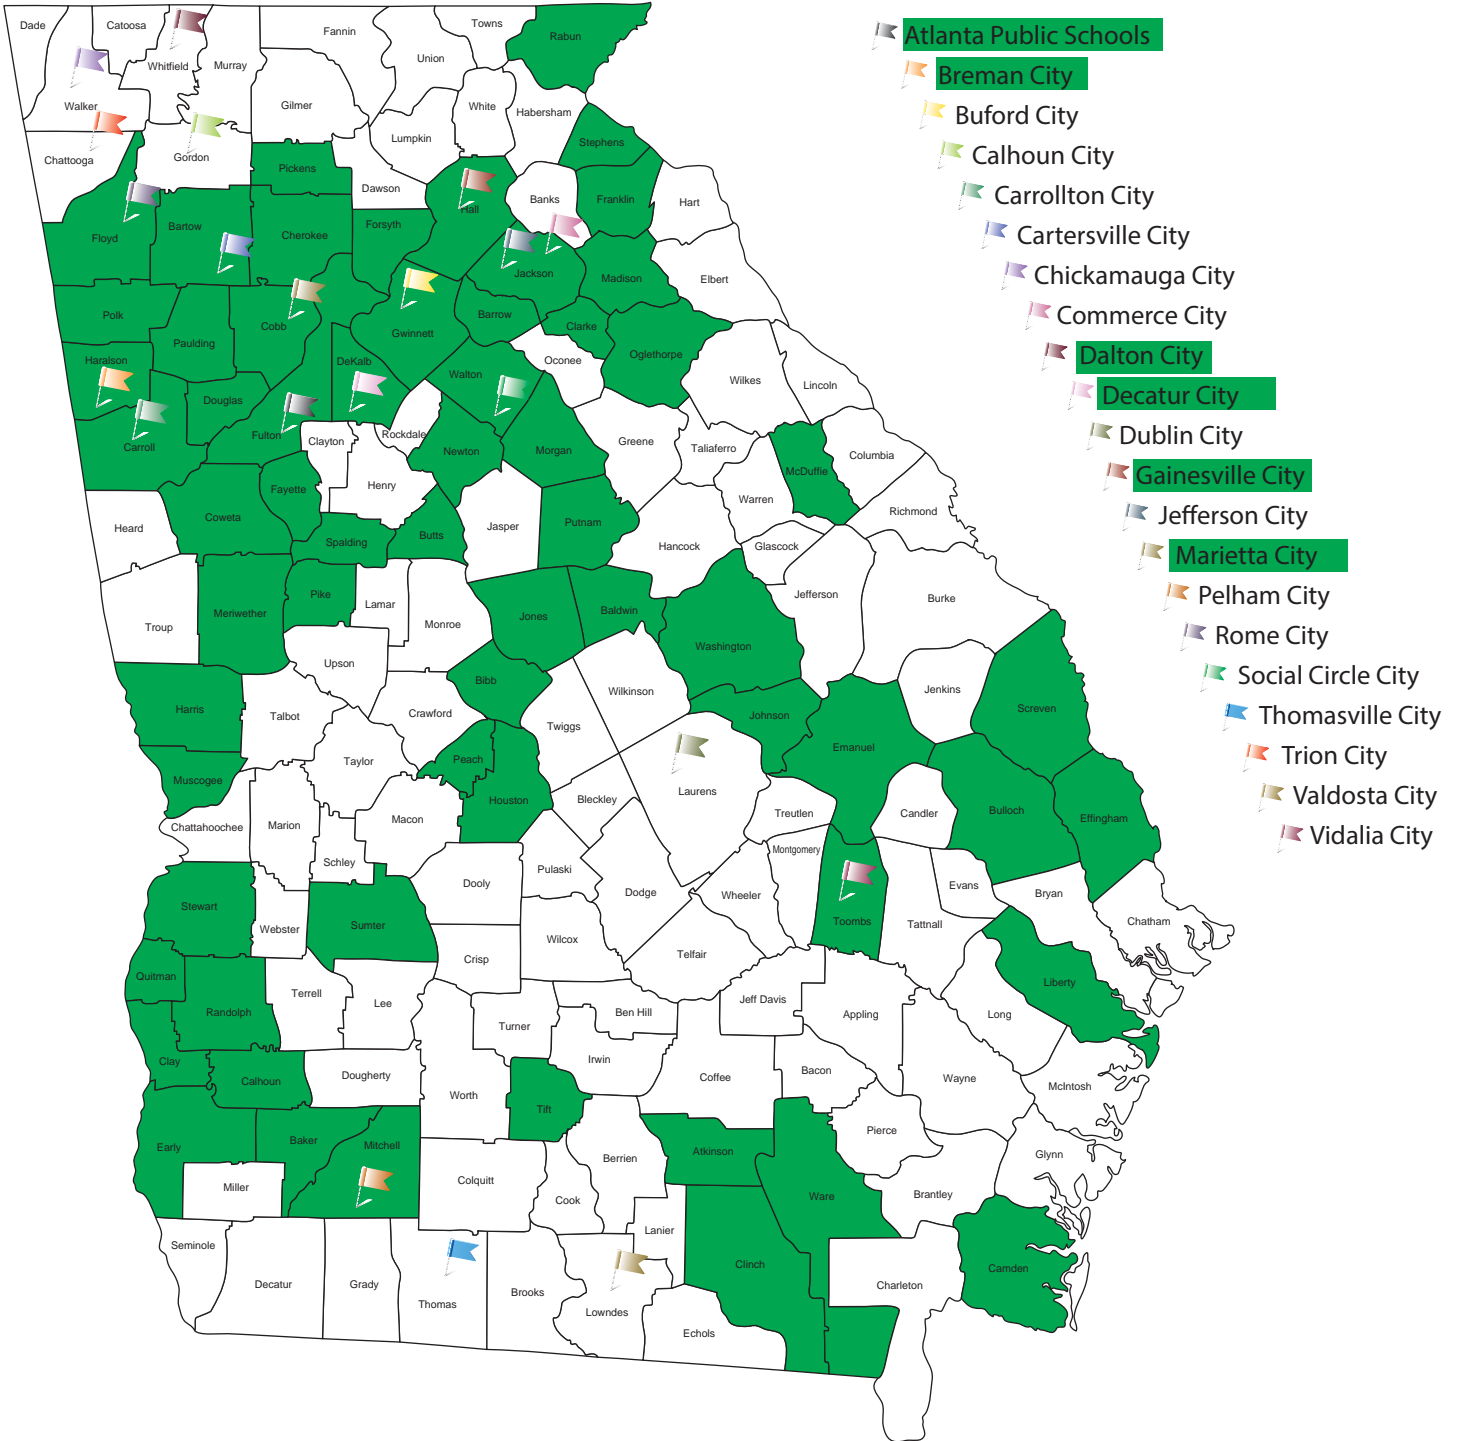 Dade
Catoosa
Fannin
Towns
Rabun
Whitfield
Murray
Union
Walker
Gilmer
White
Habersham
Lumpkin
Stephens
Chattooga
Gordon
Pickens
Dawson
Banks
Franklin
Hart
Hall
Floyd
Bartow
Cherokee
Forsyth
Jackson
Madison
Elbert
Polk
Paulding
Cobb
Gwinnett
Barrow
Clarke
Oconee
Oglethorpe
Haralson
DeKalb
Walton
Wilkes
Lincoln
Douglas
Carroll
Fulton
Clayton
Rockdale
Newton
Morgan
Greene
Taliaferro
McDuffie
Columbia
Fayette
Henry
Warren
Richmond
Heard
Coweta
Spalding
Butts
Jasper
Putnam
Hancock
Glascock
Troup
Meriwether
Pike
Lamar
Monroe
Jones
Baldwin
Washington
Jefferson
Burke
Upson
Bibb
Wilkinson
Jenkins
Screven
Harris
Talbot
Crawford
Twiggs
Johnson
Emanuel
Muscogee
Taylor
Peach
Houston
Bleckley
Laurens
Treutlen
Candler
Bulloch
Effingham
Chattahoochee
Marion
Macon
Schley
Pulaski
Montgomery
Dooly
Dodge
Wheeler
Toombs
Evans
Bryan
Chatham
Stewart
Webster
Sumter
Wilcox
Tattnall
Crisp
Telfair
Quitman
Randolph
Terrell
Lee
Turner
Ben Hill
Jeff Davis
Appling
Long
Liberty
Clay
Calhoun
Dougherty
Worth
Irwin
Coffee
Bacon
Wayne
McIntosh
Tift
Early
Baker
Mitchell
Miller
Colquitt
Cook
Berrien
Atkinson
Pierce
Ware
Brantley
Glynn
Seminole
Decatur
Grady
Thomas
Brooks
Lanier
Lowndes
Echols
Clinch
Charleton
Camden
Atlanta Public Schools
Breman City
Buford City
Calhoun City
Carrollton City
Cartersville City
Chickamauga City
Commerce City
Dalton City
Decatur City
Dublin City
Gainesville City
Jefferson City
Marietta City
Pelham City
Rome City
Social Circle City
Thomasville City
Trion City
Valdosta City
Vidalia City